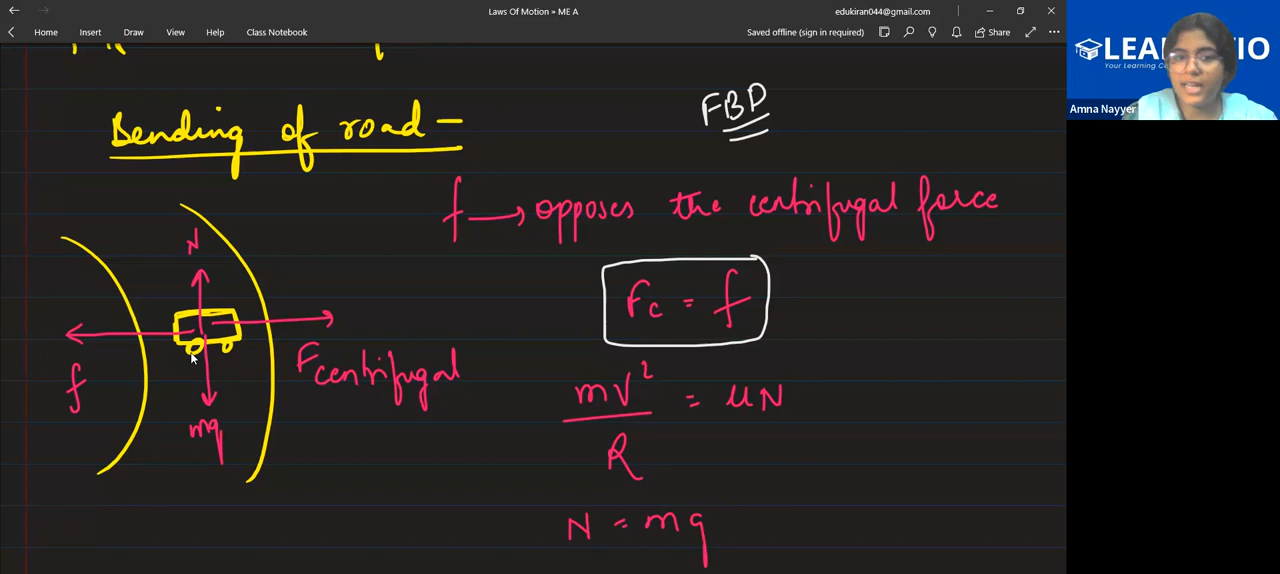 Laws Of Motion » ME A
edukiran044@gmail.com
Home Insert Draw View Help Class Notebook
Saved offline (sign in required)
Share
Your Learning
Amna Nayyer
FBD
Bending of road -
f → opposes the centrifugal force
N
Fc = f
f
Fcentrifugal
mg
mv²
= μN
R
N = mg